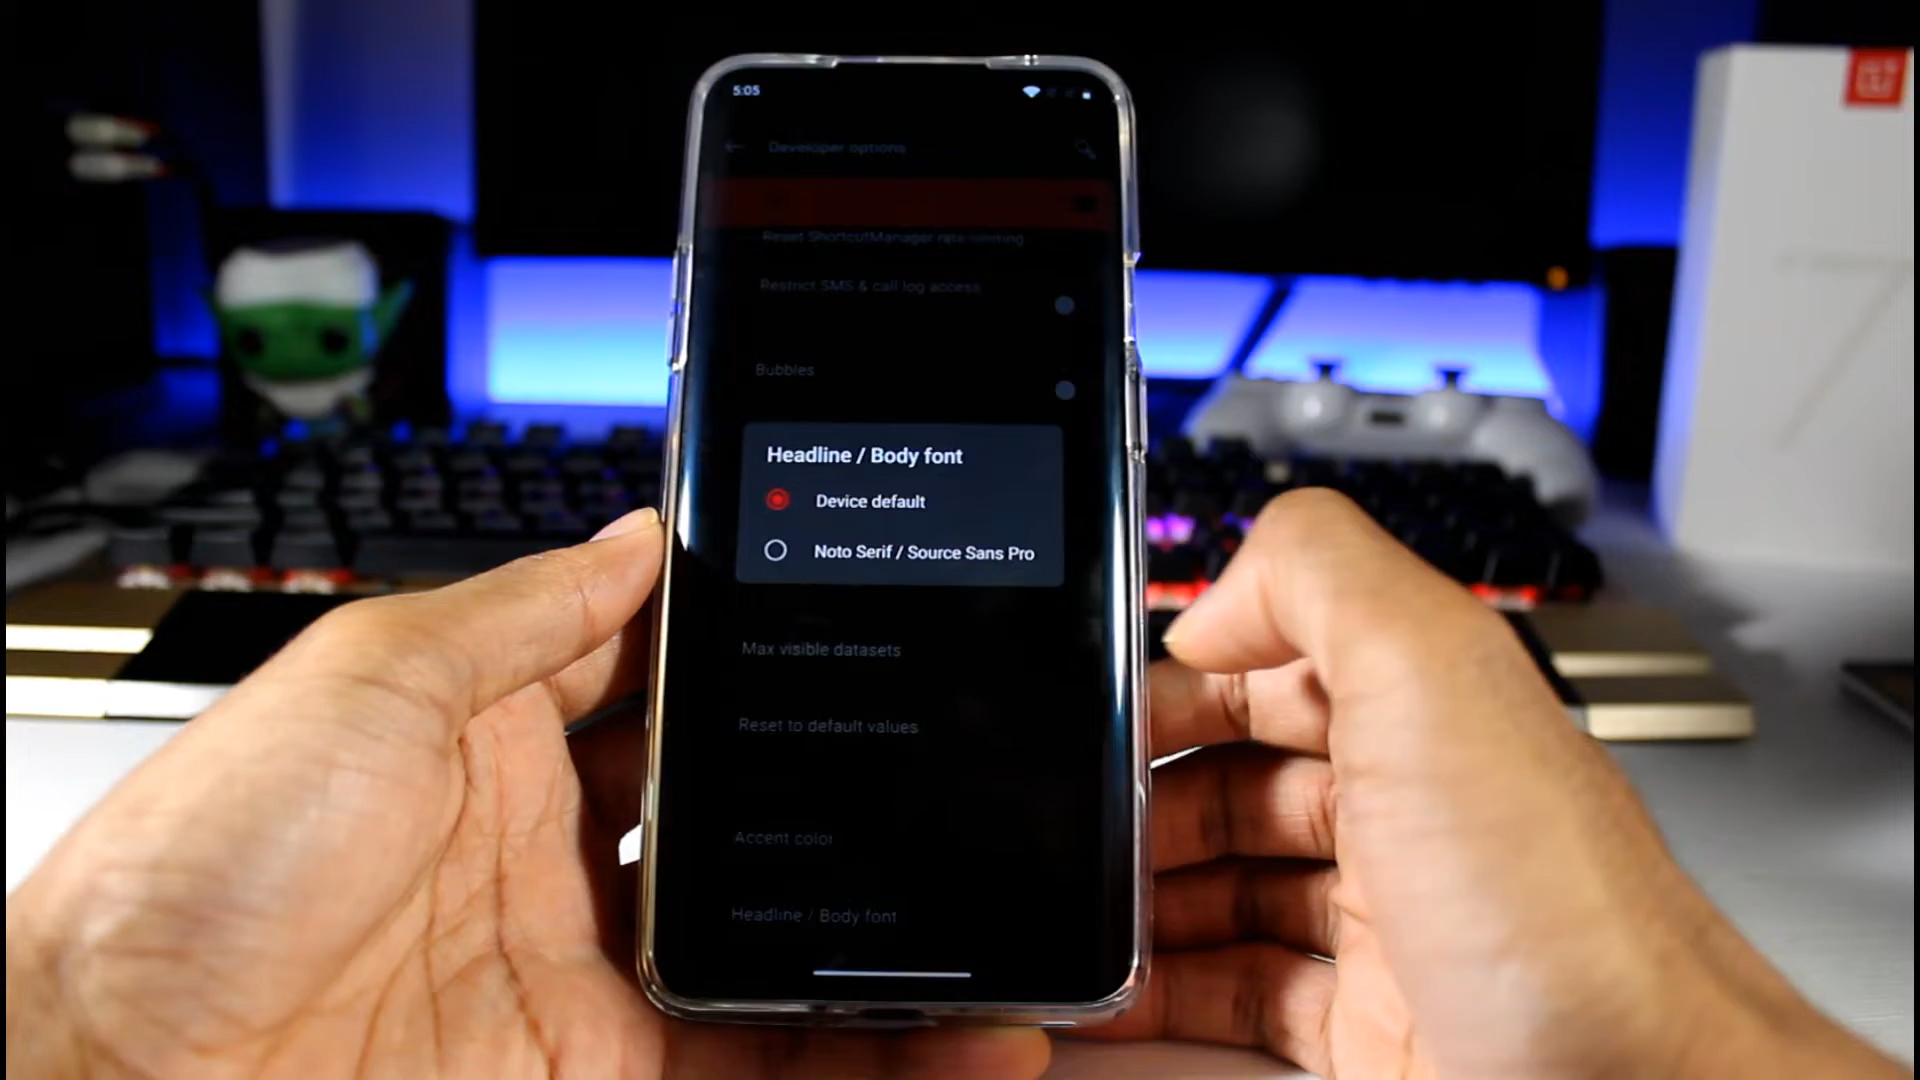 5:05
Developer options
Reset ShortcutManager rate-limiting
Restrict SMS & call log access
Bubbles
Headline / Body font
Device default
Noto Serif / Source Sans Pro
Max visible datasets
Reset to default values
Accent color
Headline / Body font